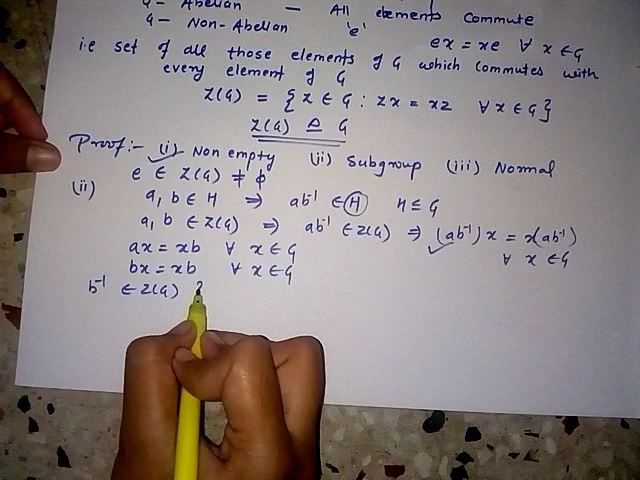 G - Abelian - All elements Commute
G - Non-Abelian 'e' ex = xe ∀ x ∈ G
i.e set of all those elements of G which commutes with
every element of G
Z(G) = {z ∈ G : zx = xz ∀ x ∈ G}
Z(G) ⊴ G
Proof:- (i) Non empty (ii) Subgroup (iii) Normal
e ∈ Z(G) ≠ φ
(ii) a, b ∈ H ⇒ ab⁻¹ ∈ H H ≤ G
a, b ∈ Z(G) ⇒ ab⁻¹ ∈ Z(G) ⇒ (ab⁻¹)x = x(ab⁻¹)
∀ x ∈ G
ax = xb ∀ x ∈ G
bx = xb ∀ x ∈ G
b⁻¹ ∈ Z(G) ?